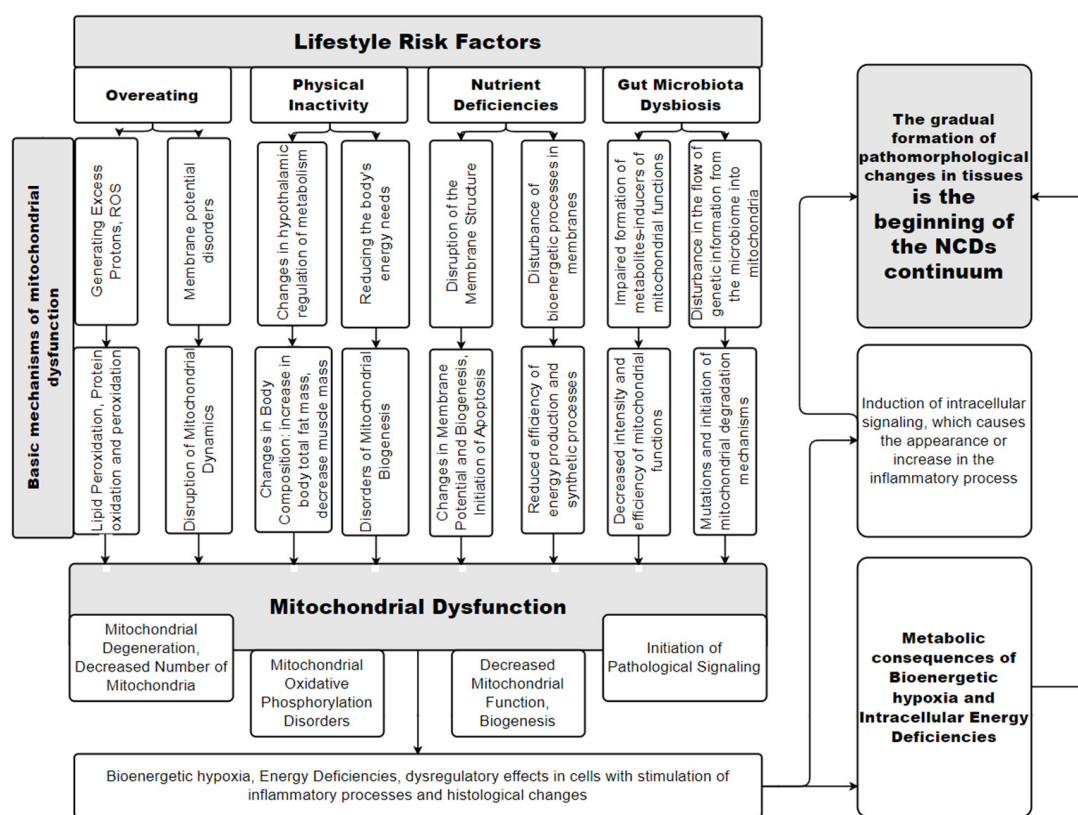 Lifestyle Risk Factors
Overeating
Physical
Inactivity
Nutrient
Deficiencies
Gut Microbiota
Dysbiosis
Basic mechanisms of mitochondrial
dysfunction
Generating Excess
Protons, ROS
Membrane potential
disorders
Changes in hypothalamic
regulation of metabolism
Reducing the body's
energy needs
Disruption of the
Membrane Structure
Disturbance of
bioenergetic processes in
membranes
Impaired formation of
metabolites-inducers of
mitochondrial functions
Disturbance in the flow of
genetic information from
the microbiome into
mitochondria
Lipid Peroxidation, Protein
oxidation and peroxidation
Disruption of Mitochondrial
Dynamics
Changes in Body
Composition: increase in
body total fat mass,
decrease muscle mass
Disorders of Mitochondrial
Biogenesis
Changes in Membrane
Potential and Biogenesis,
Initiation of Apoptosis
Reduced efficiency of
energy production and
synthetic processes
Decreased intensity and
efficiency of mitochondrial
functions
Mutations and initiation of
mitochondrial degradation
mechanisms
Mitochondrial Dysfunction
Mitochondrial
Degeneration,
Decreased Number of
Mitochondria
Mitochondrial
Oxidative
Phosphorylation
Disorders
Decreased
Mitochondrial
Function,
Biogenesis
Initiation of
Pathological Signaling
Bioenergetic hypoxia, Energy Deficiencies, dysregulatory effects in cells with stimulation of
inflammatory processes and histological changes
The gradual
formation of
pathomorphological
changes in tissues
is the
beginning of
the NCDs
continuum
Induction of intracellular
signaling, which causes
the appearance or
increase in the
inflammatory process
Metabolic
consequences of
Bioenergetic
hypoxia and
Intracellular Energy
Deficiencies